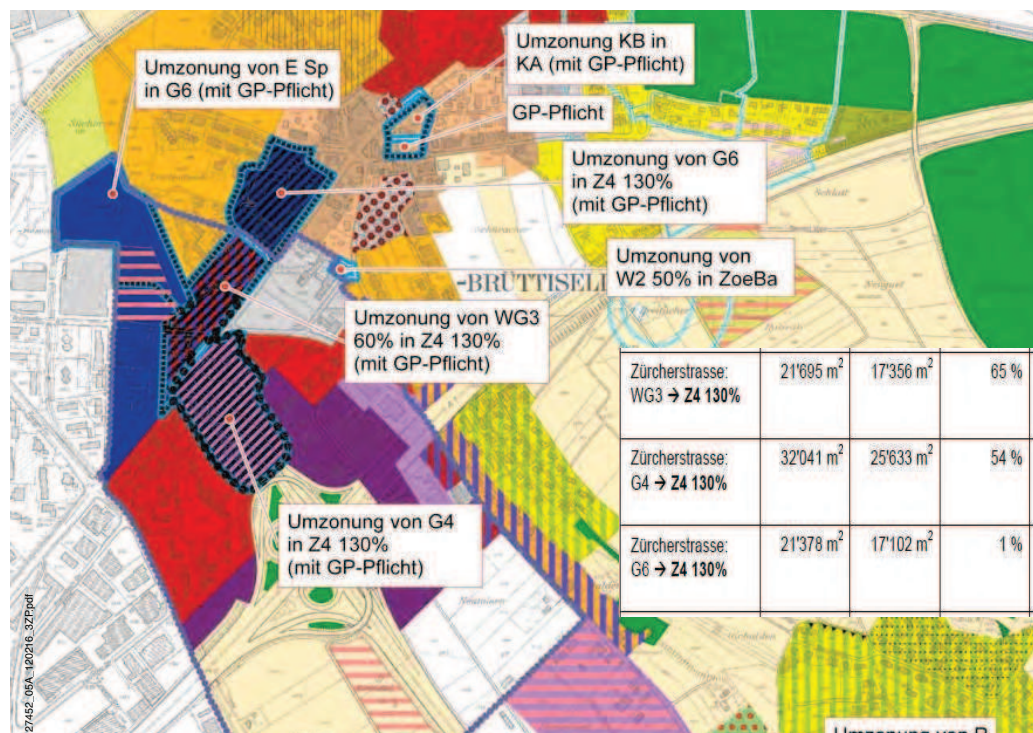 Umzonung von E Sp
in G6 (mit GP-Pflicht)
Umzonung KB in
KA (mit GP-Pflicht)
GP-Pflicht
Umzonung von G6
in Z4 130%
(mit GP-Pflicht)
Umzonung von
W2 50% in ZoeBa
-BRÜTTISELL
Umzonung von WG3
60% in Z4 130%
(mit GP-Pflicht)
Umzonung von G4
in Z4 130%
(mit GP-Pflicht)
Zürcherstrasse: 21'695 m² 17'356 m² 65 %
WG3 → Z4 130%
Zürcherstrasse: 32'041 m² 25'633 m² 54 %
G4 → Z4 130%
Zürcherstrasse: 21'378 m² 17'102 m² 1 %
G6 → Z4 130%
Schlatt
27452_05A_120216_3ZP.pdf
Umzonung von R